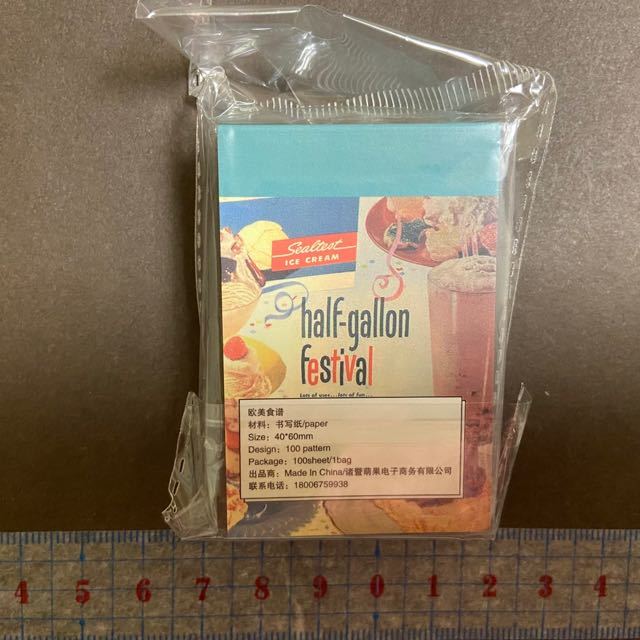 Sealtest
ICE CREAM
half-gallon
festival
Lots of uses...lots of fun...
欧美食谱
材料：书写纸/paper
Size：40*60mm
Design：100 pattern
Package：100sheet/1bag
出品商：Made In China/诸暨萌果电子商务有限公司
联系电话：18006759938
4 5 6 7 8 9 0 1 2 3 4